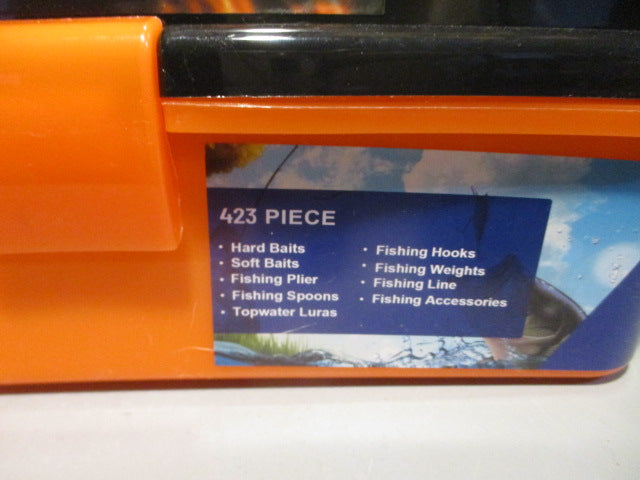 423 PIECE
• Hard Baits
• Soft Baits
• Fishing Plier
• Fishing Spoons
• Topwater Luras
• Fishing Hooks
• Fishing Weights
• Fishing Line
• Fishing Accessories